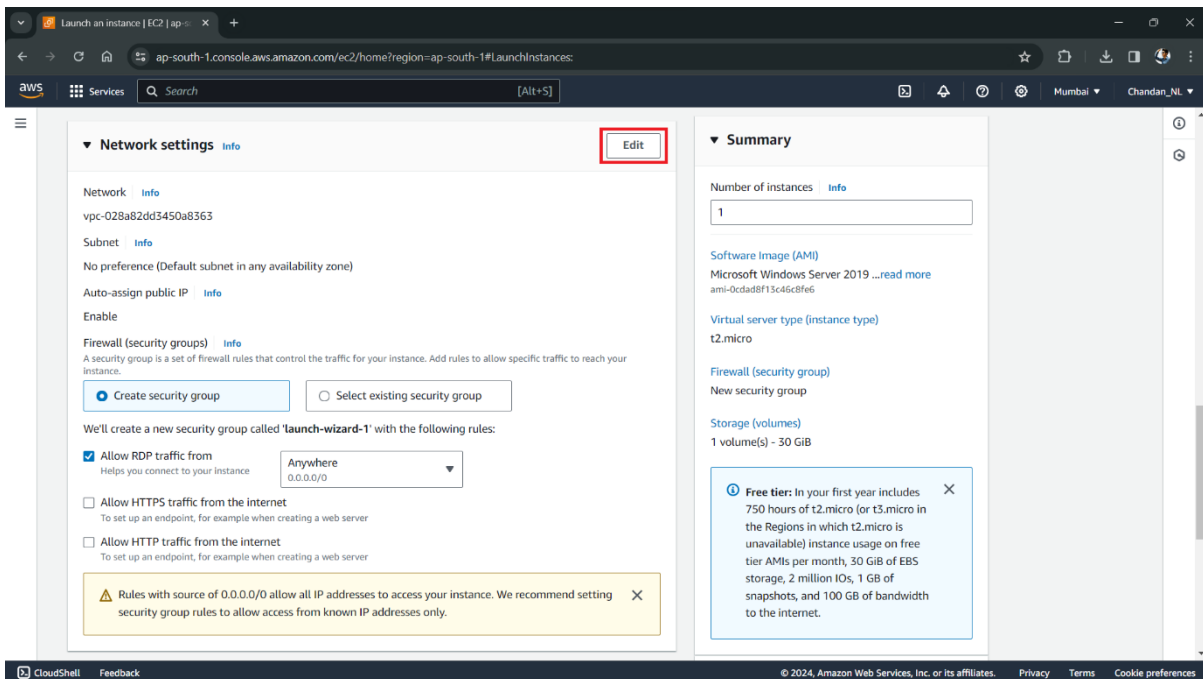 Launch an instance | EC2 | ap-s
ap-south-1.console.aws.amazon.com/ec2/home?region=ap-south-1#LaunchInstances:
aws
Services
Search
[Alt+S]
Mumbai
Chandan_NL
Network settings Info
Edit
Network Info
vpc-028a82dd3450a8363
Subnet Info
No preference (Default subnet in any availability zone)
Auto-assign public IP Info
Enable
Firewall (security groups) Info
A security group is a set of firewall rules that control the traffic for your instance. Add rules to allow specific traffic to reach your
instance.
Create security group
Select existing security group
We'll create a new security group called 'launch-wizard-1' with the following rules:
Allow RDP traffic from
Helps you connect to your instance
Anywhere
0.0.0.0/0
Allow HTTPS traffic from the internet
To set up an endpoint, for example when creating a web server
Allow HTTP traffic from the internet
To set up an endpoint, for example when creating a web server
Rules with source of 0.0.0.0/0 allow all IP addresses to access your instance. We recommend setting
security group rules to allow access from known IP addresses only.
Summary
Number of instances Info
1
Software Image (AMI)
Microsoft Windows Server 2019 ...read more
ami-0cdad8f13c46c8fe6
Virtual server type (instance type)
t2.micro
Firewall (security group)
New security group
Storage (volumes)
1 volume(s) - 30 GiB
Free tier: In your first year includes
750 hours of t2.micro (or t3.micro in
the Regions in which t2.micro is
unavailable) instance usage on free
tier AMIs per month, 30 GiB of EBS
storage, 2 million IOs, 1 GB of
snapshots, and 100 GB of bandwidth
to the internet.
CloudShell
Feedback
© 2024, Amazon Web Services, Inc. or its affiliates.
Privacy
Terms
Cookie preferences